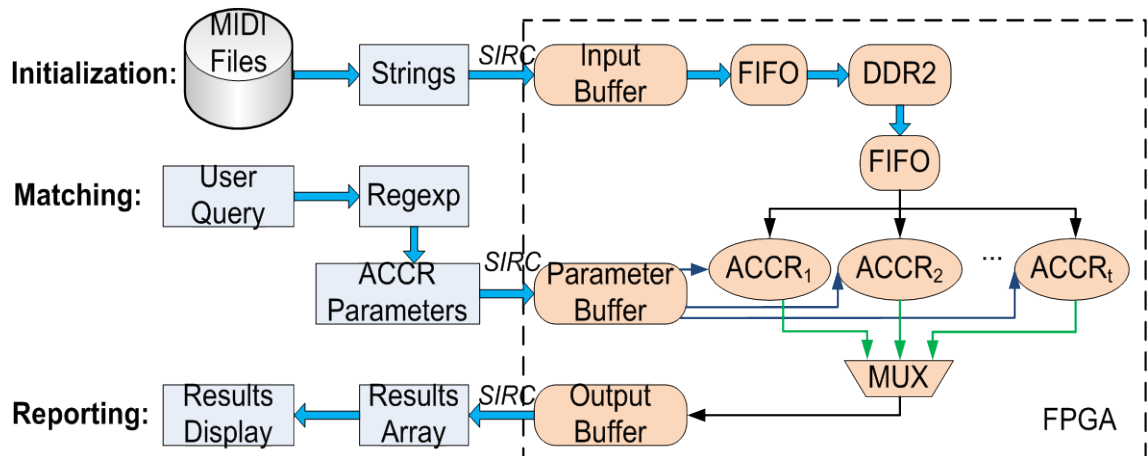 MIDI
Files
Initialization:
Strings
SIRC
Input
Buffer
FIFO
DDR2
FIFO
Matching:
User
Query
Regexp
ACCR
Parameters
SIRC
Parameter
Buffer
ACCR1
ACCR2
...
ACCRt
MUX
Reporting:
Results
Display
Results
Array
SIRC
Output
Buffer
FPGA